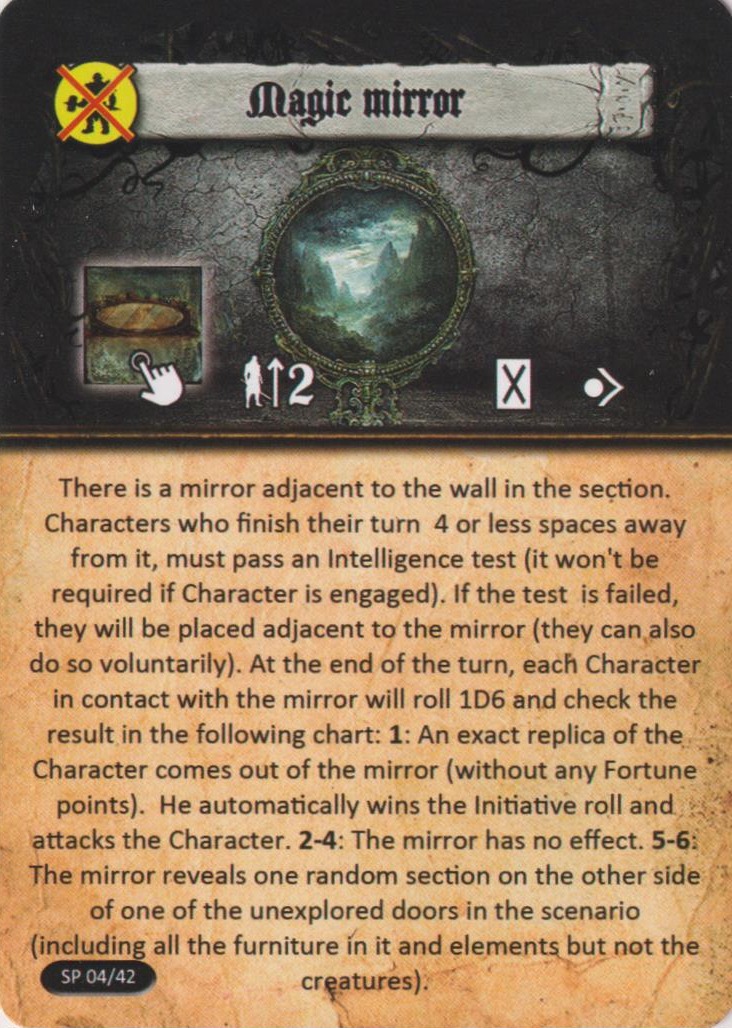 Magic mirror
2
X
There is a mirror adjacent to the wall in the section.
Characters who finish their turn 4 or less spaces away
from it, must pass an Intelligence test (it won't be
required if Character is engaged). If the test is failed,
they will be placed adjacent to the mirror (they can also
do so voluntarily). At the end of the turn, each Character
in contact with the mirror will roll 1D6 and check the
result in the following chart: 1: An exact replica of the
Character comes out of the mirror (without any Fortune
points). He automatically wins the Initiative roll and
attacks the Character. 2-4: The mirror has no effect. 5-6:
The mirror reveals one random section on the other side
of one of the unexplored doors in the scenario
(including all the furniture in it and elements but not the
creatures).
SP 04/42